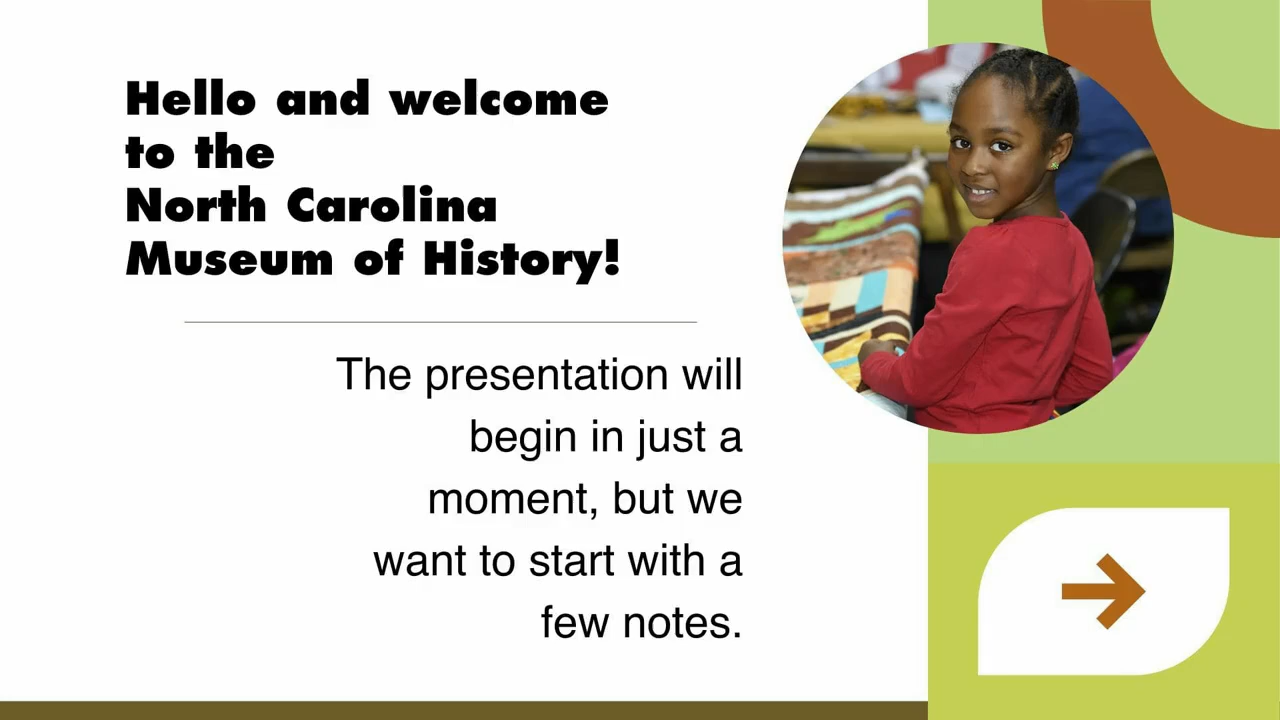 Hello and welcome
to the
North Carolina
Museum of History!
The presentation will
begin in just a
moment, but we
want to start with a
few notes.